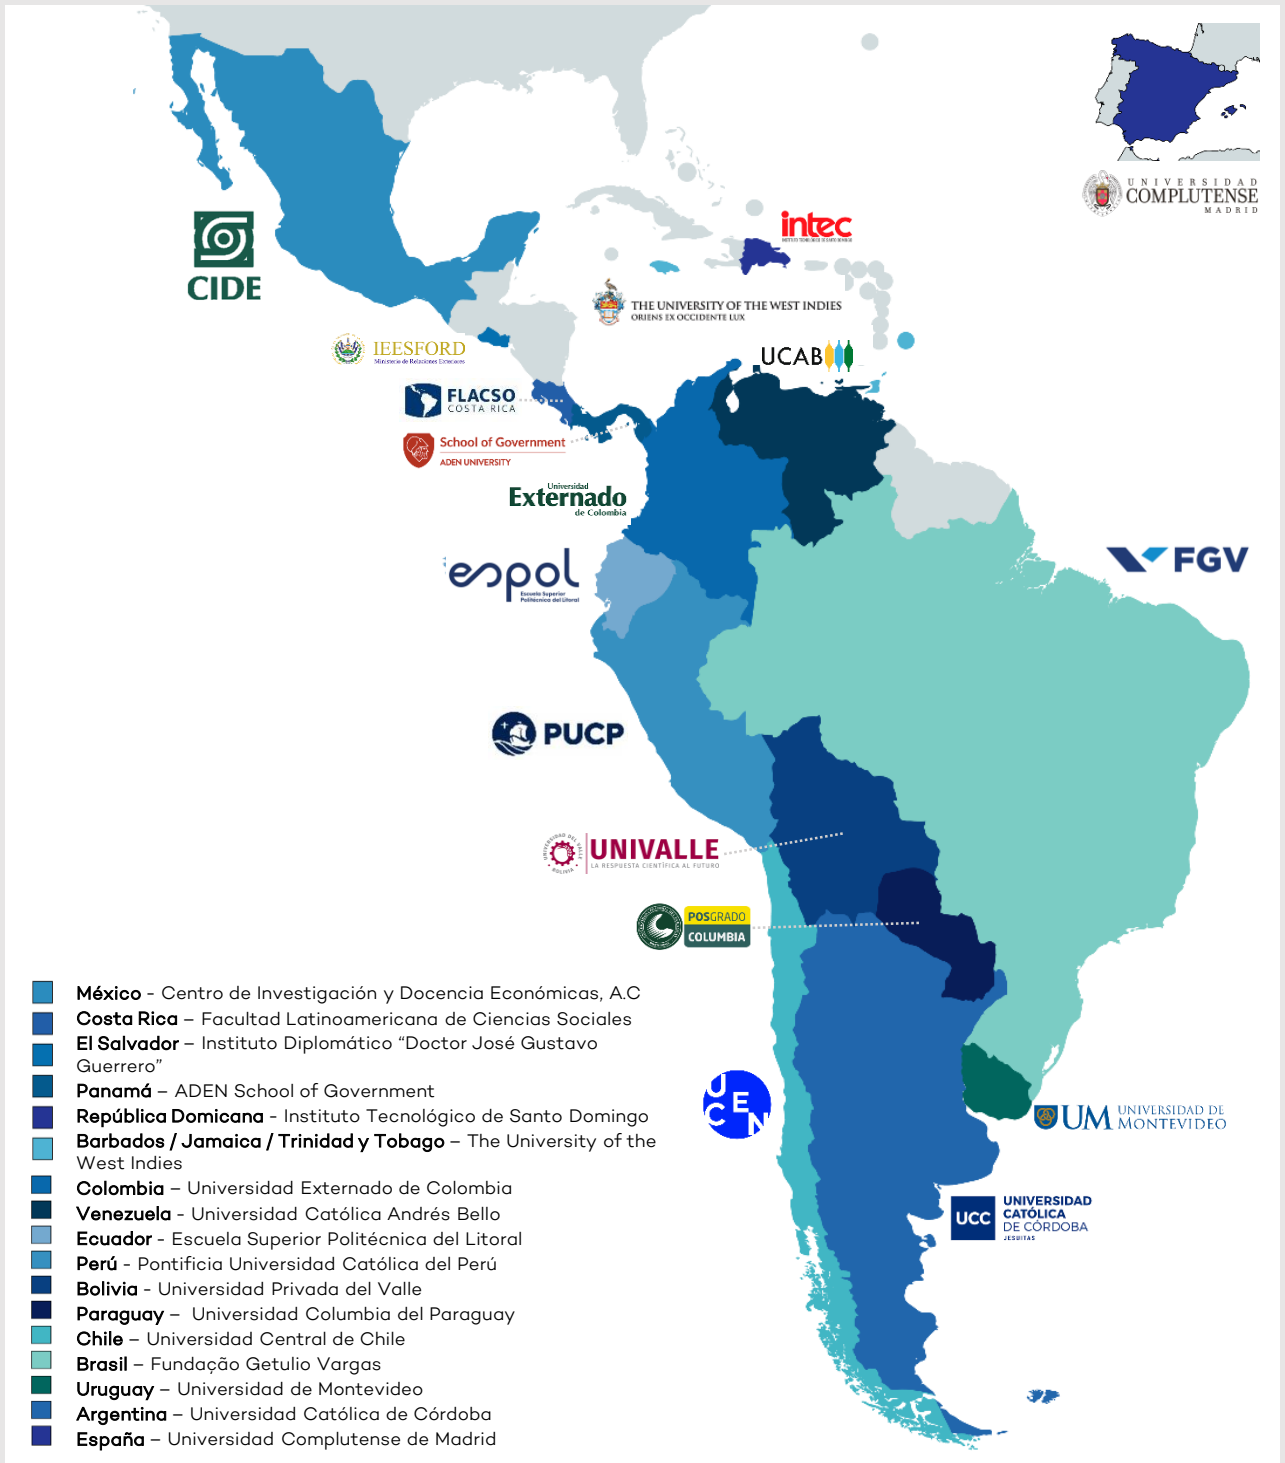 UNIVERSIDAD
COMPLUTENSE
MADRID
intec
CIDE
THE UNIVERSITY OF THE WEST INDIES
ORIENS EX OCCIDENTE LUX
IEESFORD
Ministerio de Relaciones Exteriores
UCAB
FLACSO
COSTA RICA
School of Government
ADEN UNIVERSITY
Universidad
Externado
de Colombia
espol
Escuela Superior
Politécnica del Litoral
FGV
PUCP
UNIVALLE
LA RESPUESTA CIENTÍFICA AL FUTURO
UNIVERSIDAD DEL VALLE
BOLIVIA
POSGRADO
COLUMBIA
México - Centro de Investigación y Docencia Económicas, A.C
Costa Rica – Facultad Latinoamericana de Ciencias Sociales
El Salvador – Instituto Diplomático “Doctor José Gustavo
Guerrero”
Panamá – ADEN School of Government
República Domicana - Instituto Tecnológico de Santo Domingo
Barbados / Jamaica / Trinidad y Tobago – The University of the
West Indies
Colombia – Universidad Externado de Colombia
Venezuela - Universidad Católica Andrés Bello
Ecuador - Escuela Superior Politécnica del Litoral
Perú - Pontificia Universidad Católica del Perú
Bolivia - Universidad Privada del Valle
Paraguay – Universidad Columbia del Paraguay
Chile – Universidad Central de Chile
Brasil – Fundação Getulio Vargas
Uruguay – Universidad de Montevideo
Argentina – Universidad Católica de Córdoba
España – Universidad Complutense de Madrid
UCEN
UM
UNIVERSIDAD DE
MONTEVIDEO
UCC
UNIVERSIDAD
CATÓLICA
DE CÓRDOBA
JESUITAS